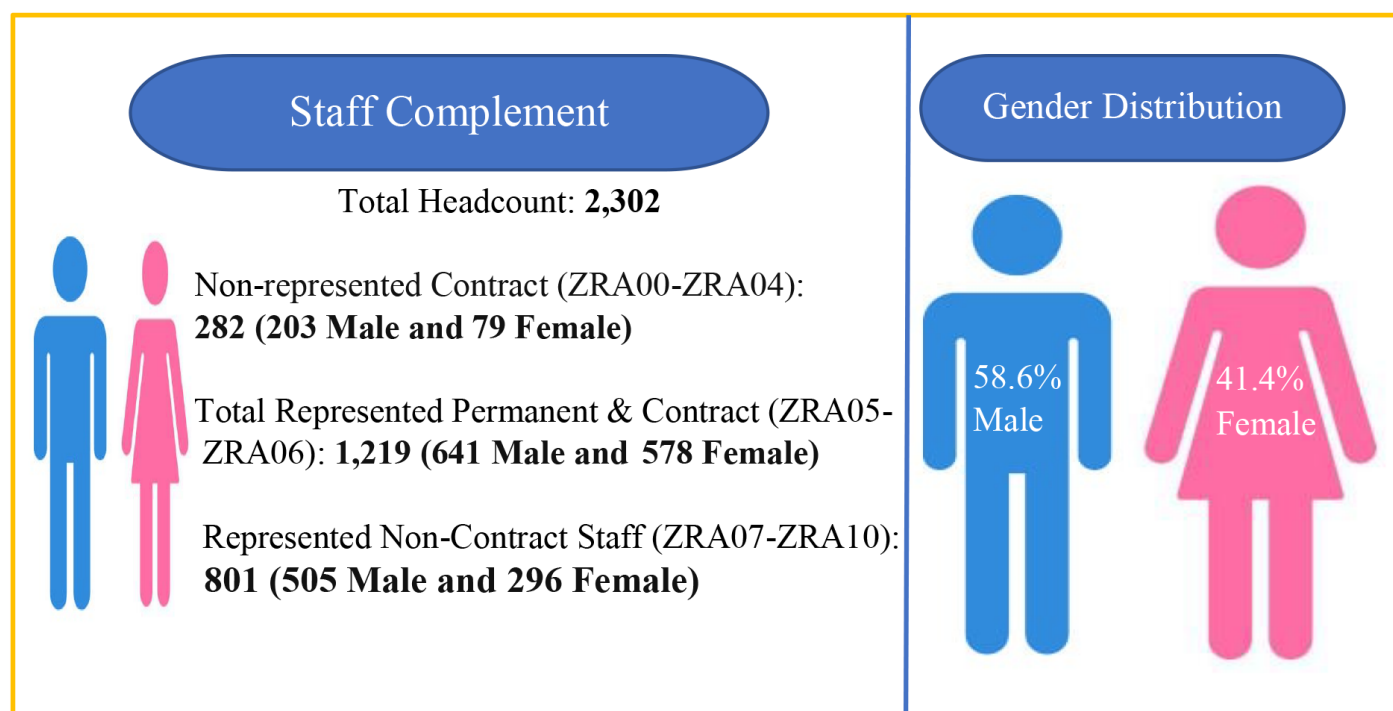 Staff Complement
Total Headcount: 2,302
Non-represented Contract (ZRA00-ZRA04):
282 (203 Male and 79 Female)
Total Represented Permanent & Contract (ZRA05-
ZRA06): 1,219 (641 Male and 578 Female)
Represented Non-Contract Staff (ZRA07-ZRA10):
801 (505 Male and 296 Female)
Gender Distribution
58.6%
Male
41.4%
Female